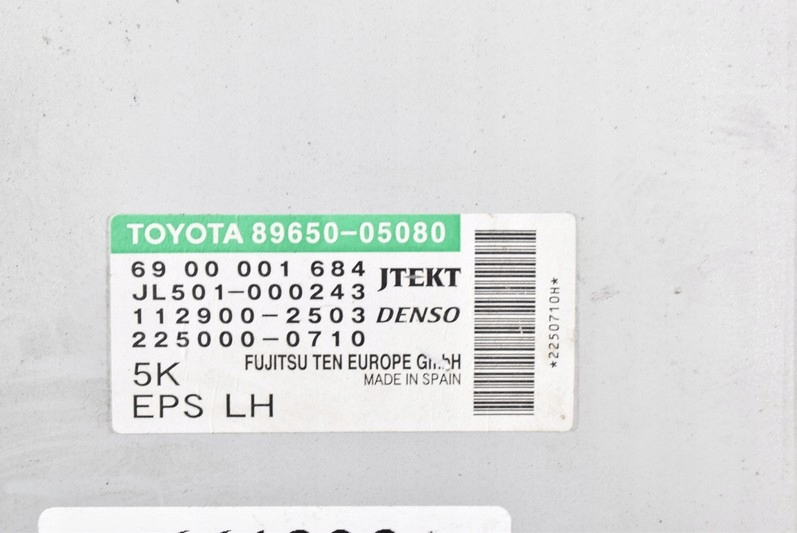 TOYOTA 89650-05080
69 00 001 684 JTEKT
JL501-000243
112900-2503 DENSO
225000-0710
FUJITSU TEN EUROPE GmbH
5K MADE IN SPAIN
EPS LH
*2250710H*